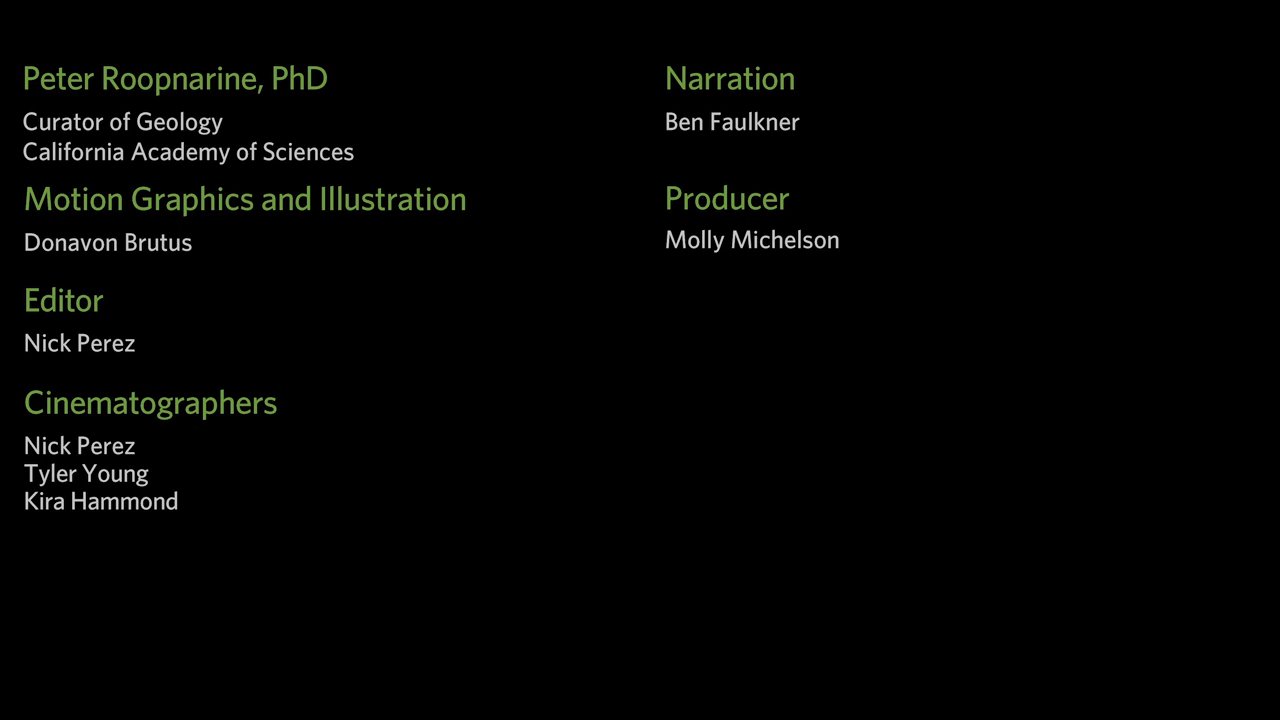 Peter Roopnarine, PhD
Curator of Geology
California Academy of Sciences
Motion Graphics and Illustration
Donavon Brutus
Editor
Nick Perez
Cinematographers
Nick Perez
Tyler Young
Kira Hammond
Narration
Ben Faulkner
Producer
Molly Michelson